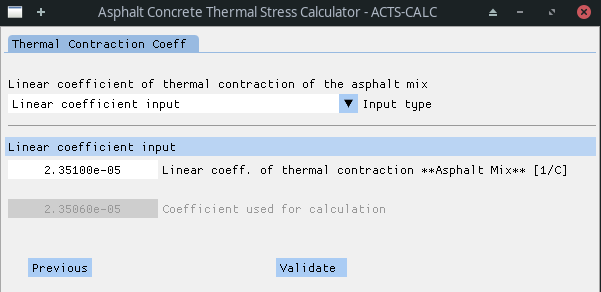 Asphalt Concrete Thermal Stress Calculator - ACTS-CALC
Thermal Contraction Coeff
Linear coefficient of thermal contraction of the asphalt mix
Linear coefficient input Input type
Linear coefficient input
2.35100e-05 Linear coeff. of thermal contraction **Asphalt Mix** [1/C]
2.35060e-05 Coefficient used for calculation
Previous Validate